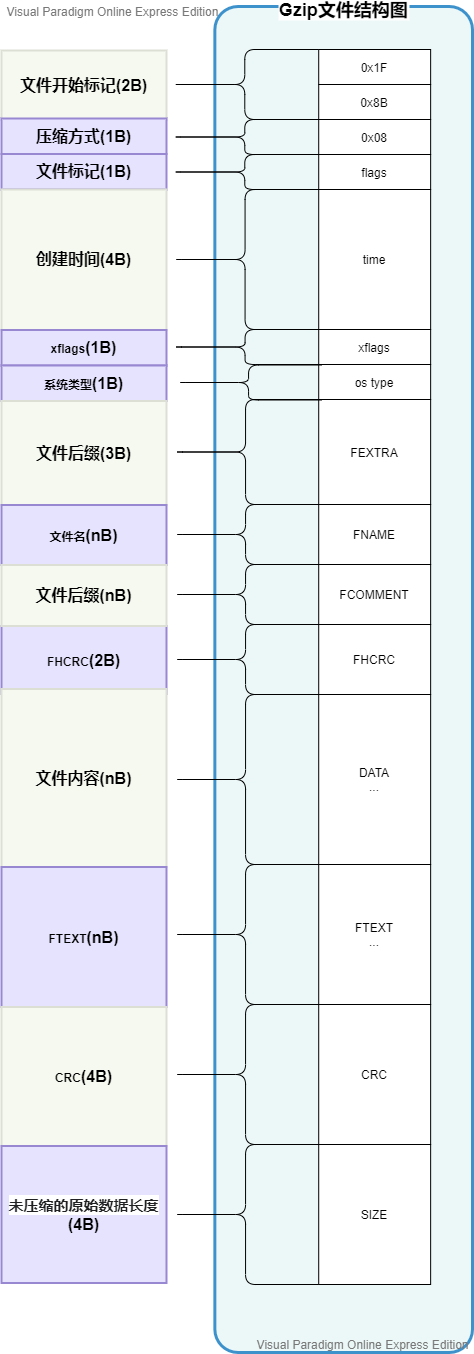 Visual Paradigm Online Express Edition
Gzip文件结构图
文件开始标记(2B)
0x1F
0x8B
压缩方式(1B)
0x08
文件标记(1B)
flags
创建时间(4B)
time
xflags(1B)
xflags
系统类型(1B)
os type
文件后缀(3B)
FEXTRA
文件名(nB)
FNAME
文件后缀(nB)
FCOMMENT
FHCRC(2B)
FHCRC
文件内容(nB)
DATA
...
FTEXT(nB)
FTEXT
...
CRC(4B)
CRC
未压缩的原始数据长度
(4B)
SIZE
Visual Paradigm Online Express Edition